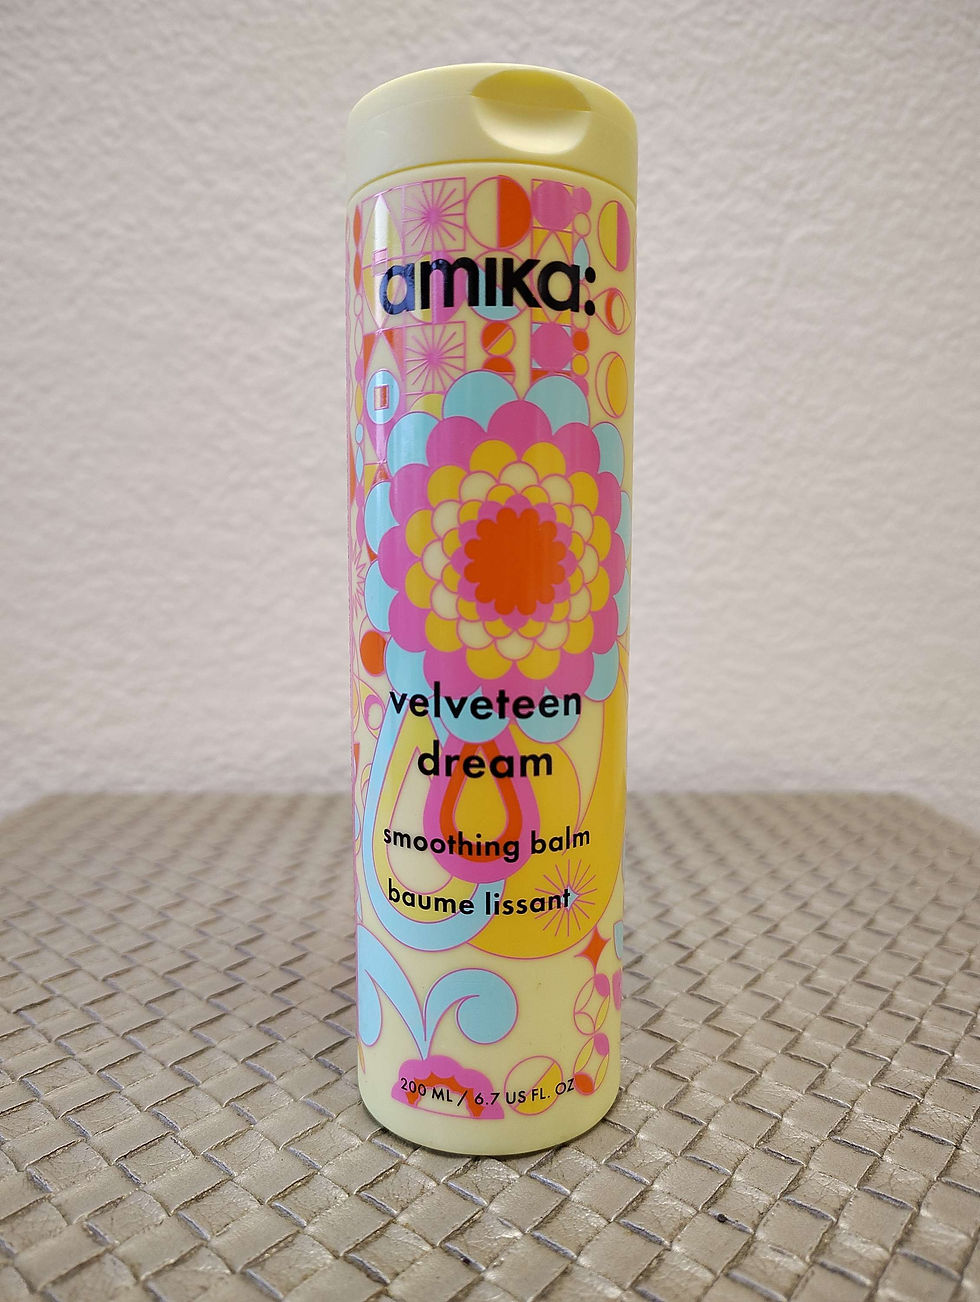 amika:
velveteen
dream
smoothing balm
baume lissant
200 ML / 6.7 US FL. OZ